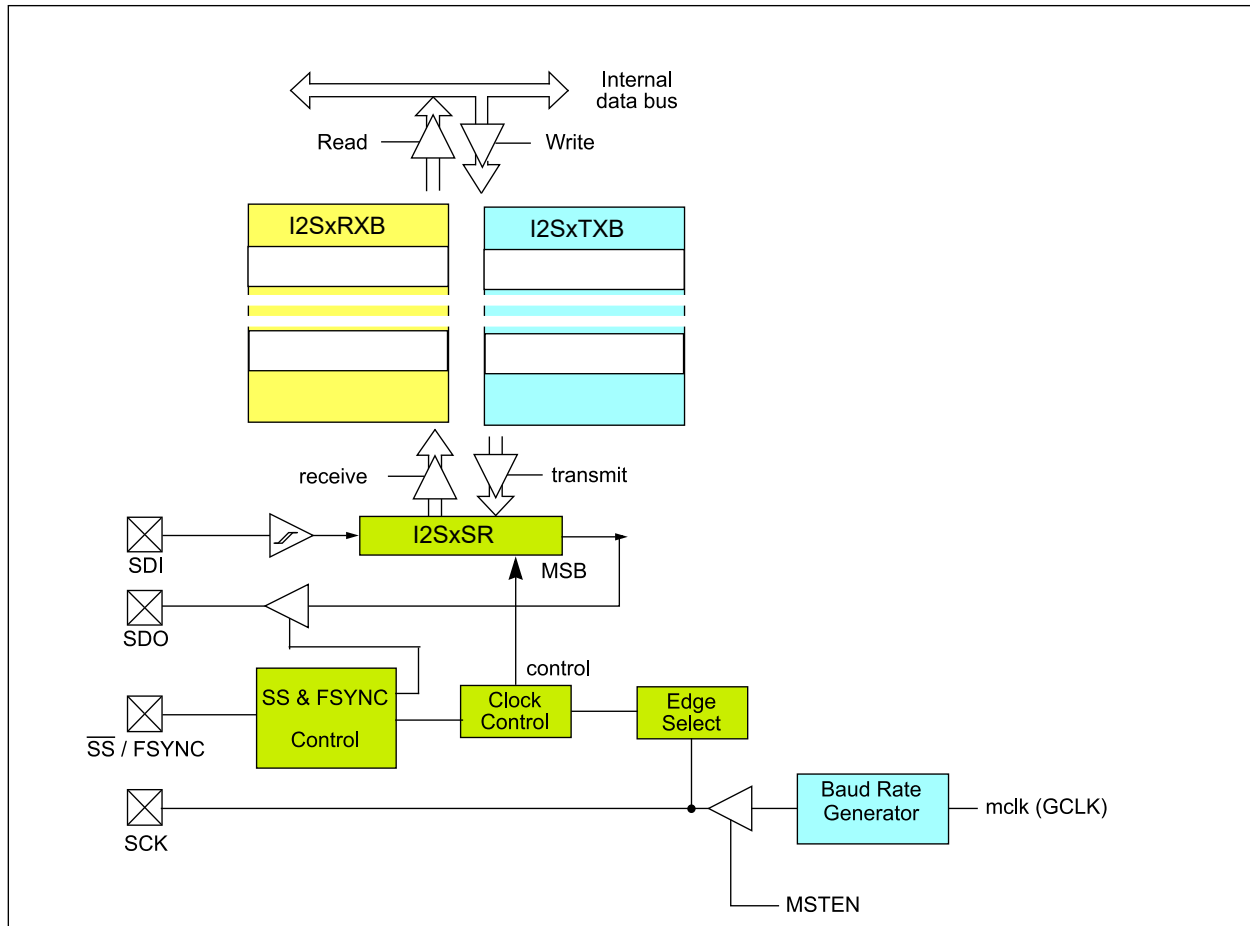 Internal
data bus
Read
Write
I2SxRXB
I2SxTXB
receive
transmit
I2SxSR
SDI
MSB
SDO
control
SS & FSYNC
Control
Clock
Control
Edge
Select
SS / FSYNC
Baud Rate
Generator
mclk (GCLK)
SCK
MSTEN